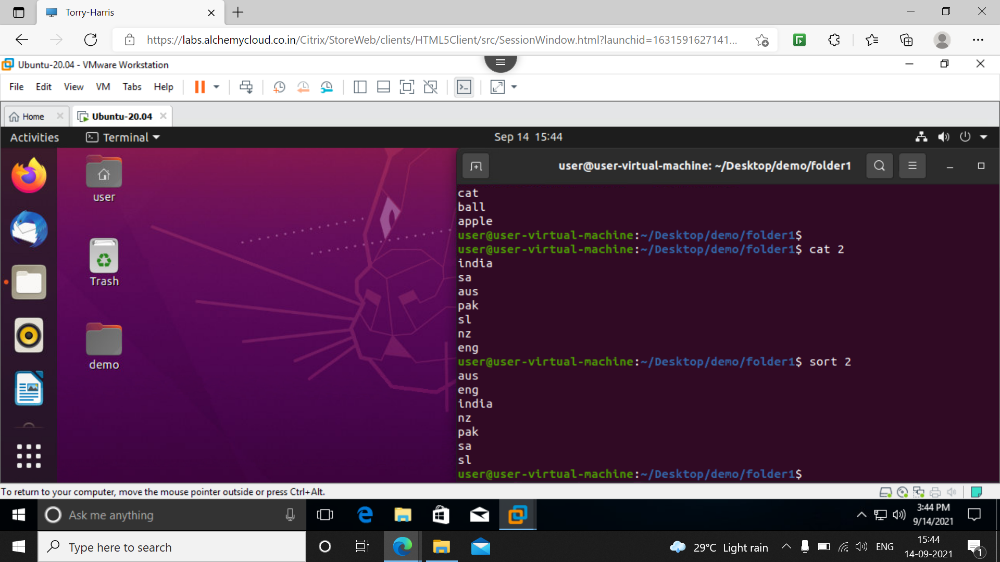 Torry-Harris
https://labs.alchemycloud.co.in/Citrix/StoreWeb/clients/HTML5Client/src/SessionWindow.html?launchid=1631591627141...
Ubuntu-20.04 - VMware Workstation
File Edit View VM Tabs Help
Home Ubuntu-20.04
Activities Terminal Sep 14 15:44
user@user-virtual-machine: ~/Desktop/demo/folder1
user
Trash
demo
cat
ball
apple
user@user-virtual-machine:~/Desktop/demo/folder1$
user@user-virtual-machine:~/Desktop/demo/folder1$ cat 2
india
sa
aus
pak
sl
nz
eng
user@user-virtual-machine:~/Desktop/demo/folder1$ sort 2
aus
eng
india
nz
pak
sa
sl
user@user-virtual-machine:~/Desktop/demo/folder1$
To return to your computer, move the mouse pointer outside or press Ctrl+Alt.
Ask me anything
3:44 PM
9/14/2021
Type here to search
29°C Light rain
ENG
15:44
14-09-2021
1